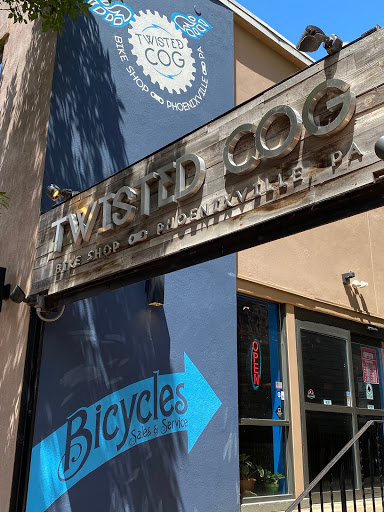 TWISTED
COG
BIKE SHOP PHOENIXVILLE PA
TWISTED COG
BIKE SHOP PHOENIXVILLE, PA
OPEN
Bicycles
Sales & Service